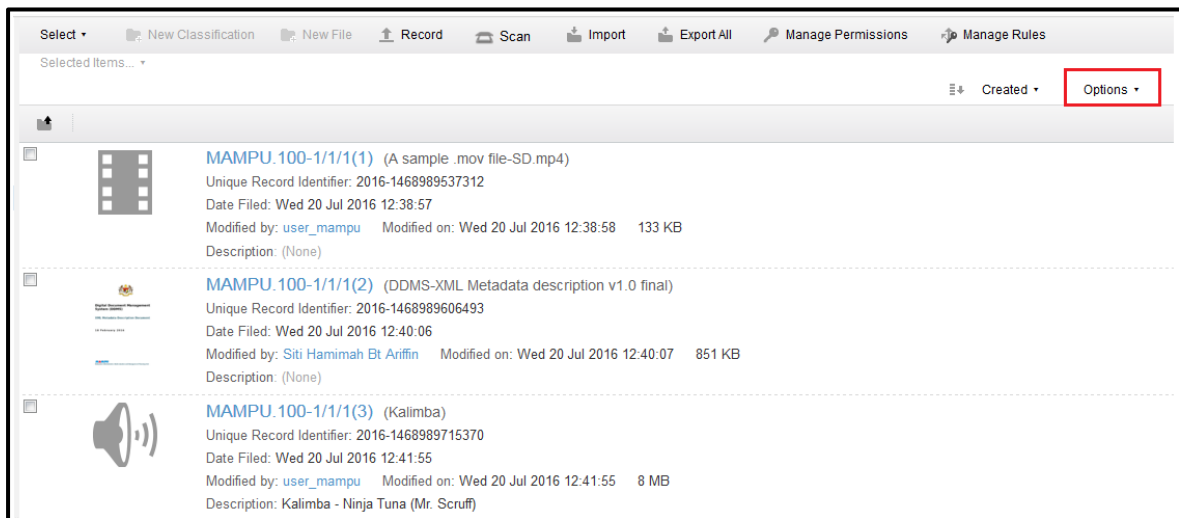 Select New Classification New File Record Scan Import Export All Manage Permissions Manage Rules
Selected Items...
Created Options
MAMPU.100-1/1/1(1) (A sample .mov file-SD.mp4)
Unique Record Identifier: 2016-1468989537312
Date Filed: Wed 20 Jul 2016 12:38:57
Modified by: user_mampu Modified on: Wed 20 Jul 2016 12:38:58 133 KB
Description: (None)
MAMPU.100-1/1/1(2) (DDMS-XML Metadata description v1.0 final)
Unique Record Identifier: 2016-1468989606493
Date Filed: Wed 20 Jul 2016 12:40:06
Modified by: Siti Hamimah Bt Ariffin Modified on: Wed 20 Jul 2016 12:40:07 851 KB
Description: (None)
Digital Document Management
System (DDMS)
MAMPU.100-1/1/1(3) (Kalimba)
Unique Record Identifier: 2016-1468989715370
Date Filed: Wed 20 Jul 2016 12:41:55
Modified by: user_mampu Modified on: Wed 20 Jul 2016 12:41:55 8 MB
Description: Kalimba - Ninja Tuna (Mr. Scruff)